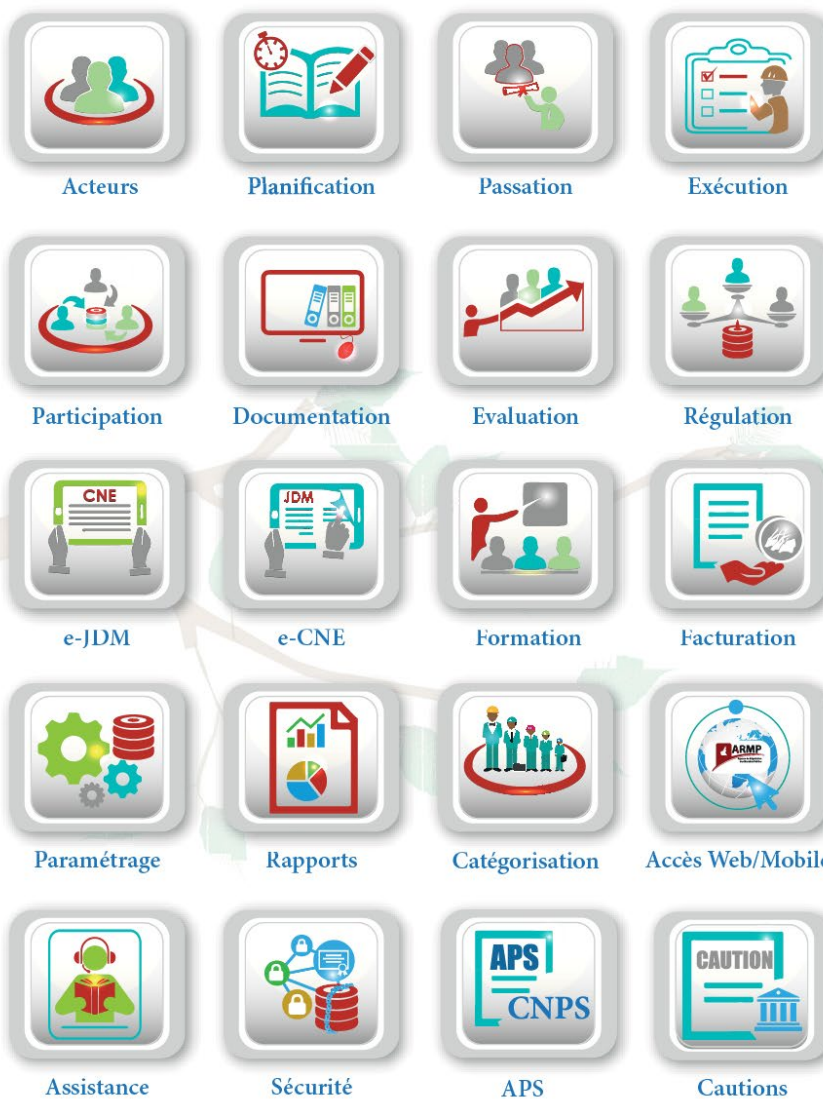 Acteurs
Planification
Passation
Exécution
Participation
Documentation
Evaluation
Régulation
CNE
JDM
e-JDM
e-CNE
Formation
Facturation
ARMP
Paramétrage
Rapports
Catégorisation
Accès Web/Mobile
APS
CNPS
CAUTION
Assistance
Sécurité
APS
Cautions